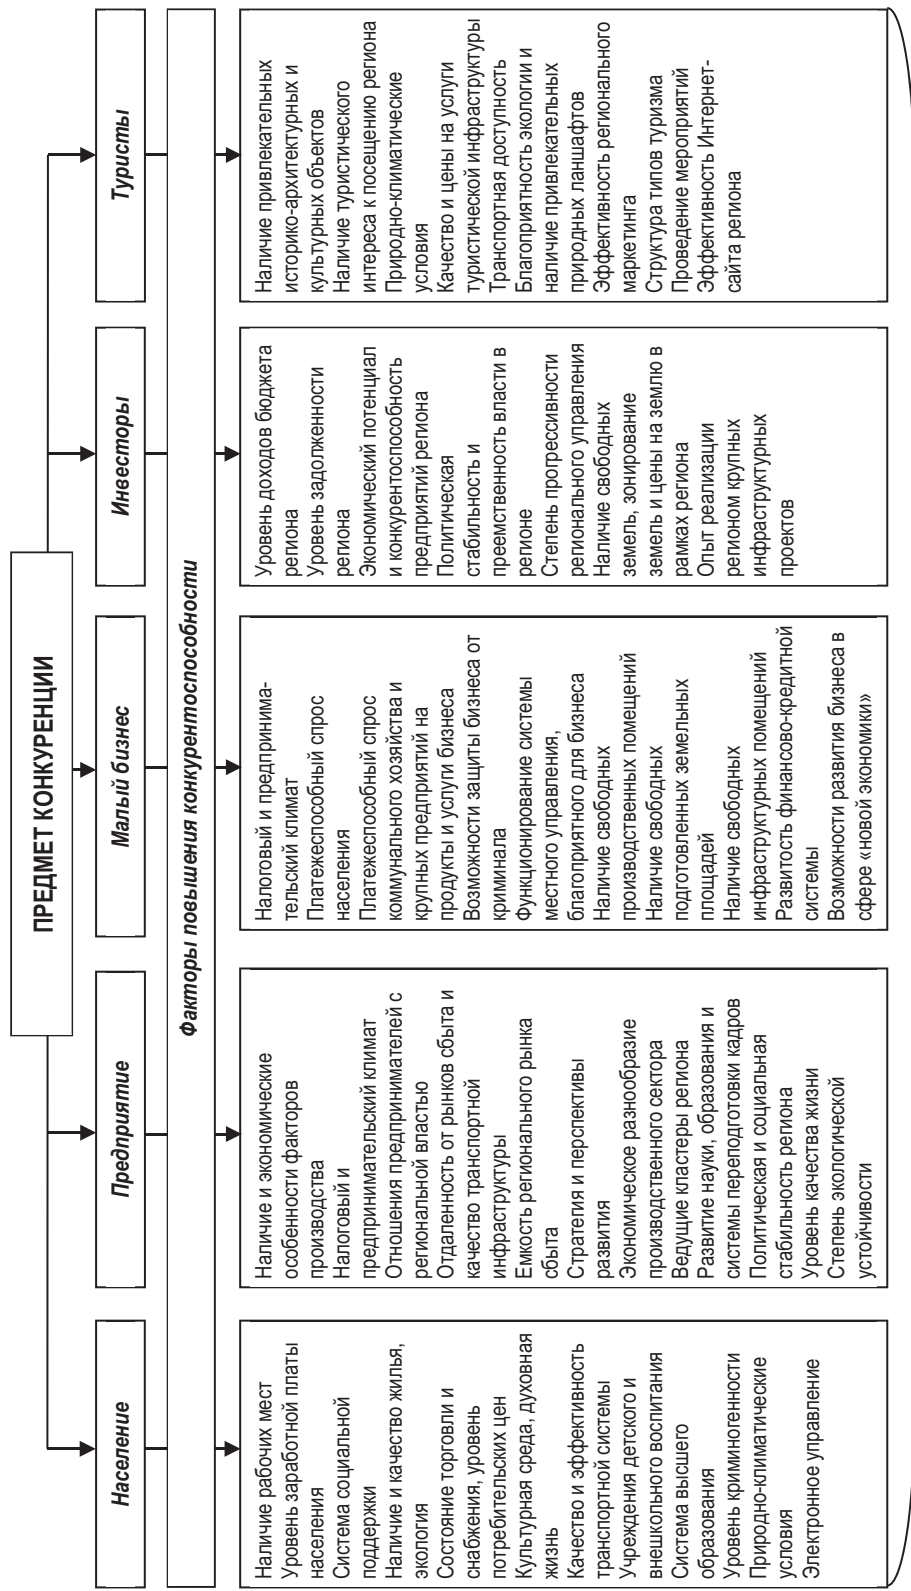 ПРЕДМЕТ КОНКУРЕНЦИИ
Население
Предприятие
Малый бизнес
Инвесторы
Туристы
Факторы повышения конкурентоспособности
Наличие рабочих мест
Уровень заработной платы
населения
Система социальной
поддержки
Наличие и качество жилья,
экология
Состояние торговли и
снабжения, уровень
потребительских цен
Культурная среда, духовная
жизнь
Качество и эффективность
транспортной системы
Учреждения детского и
внешкольного воспитания
Система высшего
образования
Уровень криминогенности
Природно-климатические
условия
Электронное управление
Наличие и экономические
особенности факторов
производства
Налоговый и
предпринимательский климат
Отношения предпринимателей с
региональной властью
Отдаленность от рынков сбыта и
качество транспортной
инфраструктуры
Емкость регионального рынка
сбыта
Стратегия и перспективы
развития
Экономическое разнообразие
производственного сектора
Ведущие кластеры региона
Развитие науки, образования и
системы переподготовки кадров
Политическая и социальная
стабильность региона
Уровень качества жизни
Степень экологической
устойчивости
Налоговый и предпринима-
тельский климат
Платежеспособный спрос
населения
Платежеспособный спрос
коммунального хозяйства и
крупных предприятий на
продукты и услуги бизнеса
Возможности защиты бизнеса от
криминала
Функционирование системы
местного управления,
благоприятного для бизнеса
Наличие свободных
производственных помещений
Наличие свободных
подготовленных земельных
площадей
Наличие свободных
инфраструктурных помещений
Развитость финансово-кредитной
системы
Возможности развития бизнеса в
сфере «новой экономики»
Уровень доходов бюджета
региона
Уровень задолженности
региона
Экономический потенциал
и конкурентоспособность
предприятий региона
Политическая
стабильность и
преемственность власти в
регионе
Степень прогрессивности
регионального управления
Наличие свободных
земель, зонирование
земель и цены на землю в
рамках региона
Опыт реализации
регионом крупных
инфраструктурных
проектов
Наличие привлекательных
историко-архитектурных и
культурных объектов
Наличие туристического
интереса к посещению региона
Природно-климатические
условия
Качество и цены на услуги
туристической инфраструктуры
Транспортная доступность
Благоприятность экологии и
наличие привлекательных
природных ланшафтов
Эффективность регионального
маркетинга
Структура типов туризма
Проведение мероприятий
Эффективность Интернет-
сайта региона